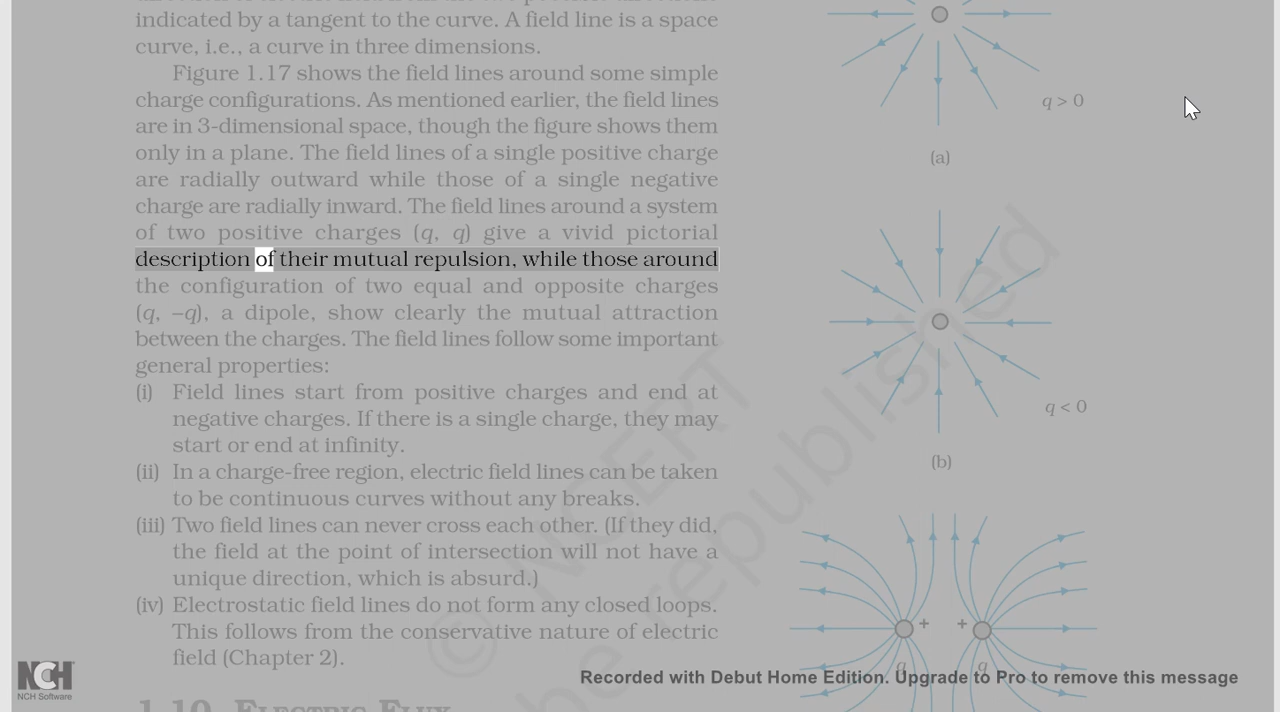 indicated by a tangent to the curve. A field line is a space
curve, i.e., a curve in three dimensions.
Figure 1.17 shows the field lines around some simple
charge configurations. As mentioned earlier, the field lines
are in 3-dimensional space, though the figure shows them
only in a plane. The field lines of a single positive charge
are radially outward while those of a single negative
charge are radially inward. The field lines around a system
of two positive charges (q, q) give a vivid pictorial
description of their mutual repulsion, while those around
the configuration of two equal and opposite charges
(q, –q), a dipole, show clearly the mutual attraction
between the charges. The field lines follow some important
general properties:
(i) Field lines start from positive charges and end at
negative charges. If there is a single charge, they may
start or end at infinity.
(ii) In a charge-free region, electric field lines can be taken
to be continuous curves without any breaks.
(iii) Two field lines can never cross each other. (If they did,
the field at the point of intersection will not have a
unique direction, which is absurd.)
(iv) Electrostatic field lines do not form any closed loops.
This follows from the conservative nature of electric
field (Chapter 2).
1.10 ELECTRIC FLUX
q > 0
(a)
q < 0
(b)
+ +
q q
© NCERT
be republished
NCH
NCH Software
Recorded with Debut Home Edition. Upgrade to Pro to remove this message